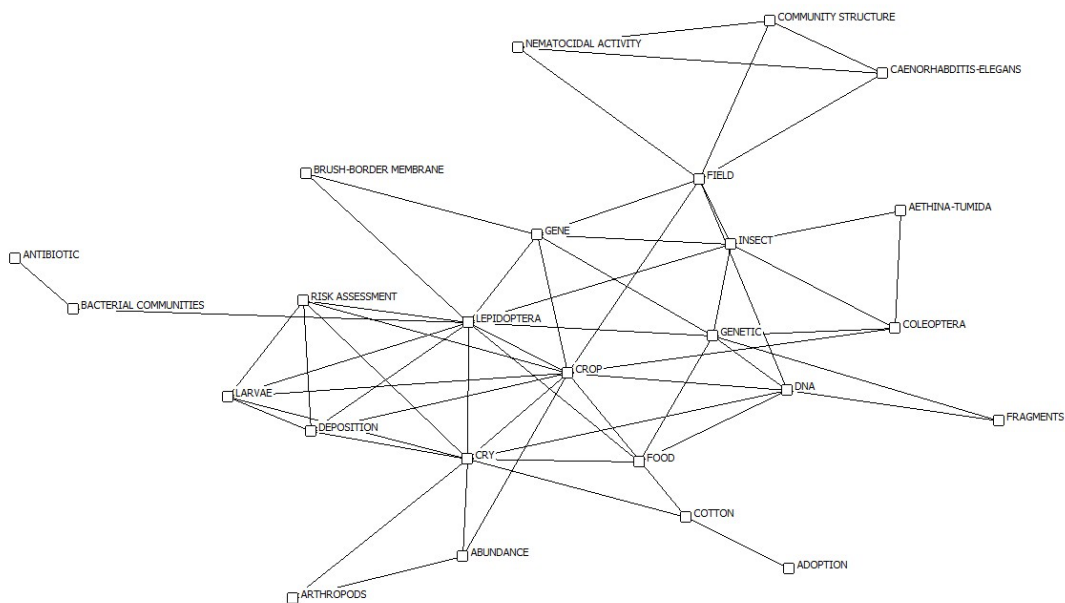 COMMUNITY STRUCTURE
NEMATOCIDAL ACTIVITY
CAENORHABDITIS-ELEGANS
BRUSH-BORDER MEMBRANE
FIELD
AETHINA-TUMIDA
GENE
INSECT
ANTIBIOTIC
RISK ASSESSMENT
BACTERIAL COMMUNITIES
LEPIDOPTERA
COLEOPTERA
GENETIC
CROP
DNA
LARVAE
FRAGMENTS
DEPOSITION
CRY
FOOD
COTTON
ABUNDANCE
ADOPTION
ARTHROPODS